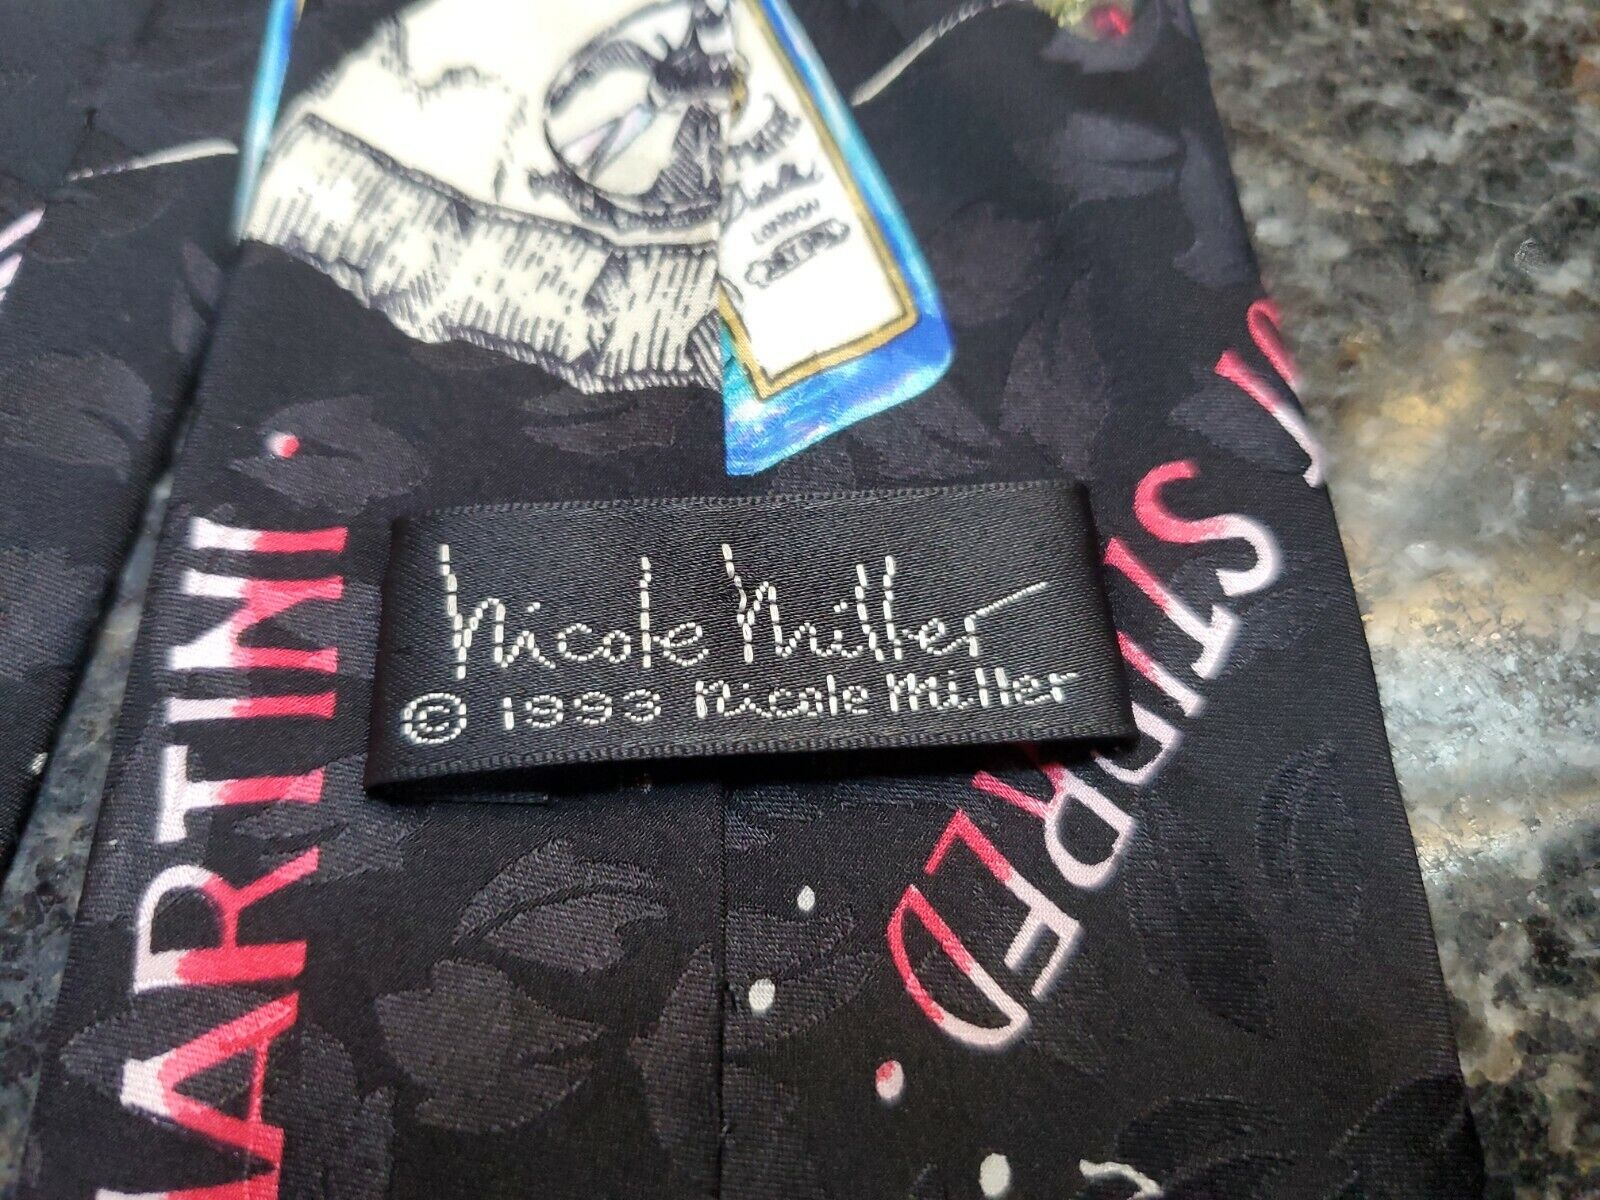 LONDON
MARTINI.
STIRRED
Nicole Miller
© 1993 Nicole Miller